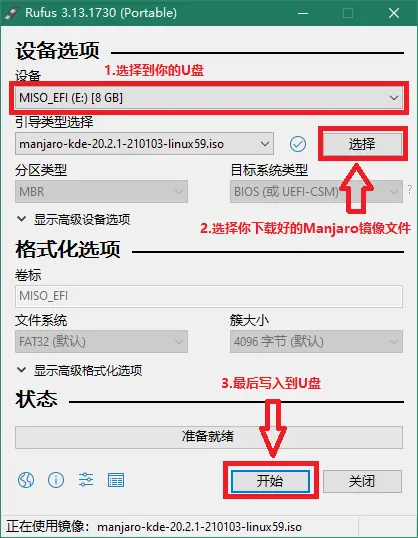 Rufus 3.13.1730 (Portable)
设备选项
设备
1.选择到你的U盘
MISO_EFI (E:) [8 GB]
引导类型选择
manjaro-kde-20.2.1-210103-linux59.iso
选择
分区类型
目标系统类型
MBR
BIOS (或 UEFI-CSM)
?
显示高级设备选项
2.选择你下载好的Manjaro镜像文件
格式化选项
卷标
MISO_EFI
文件系统
簇大小
FAT32 (默认)
4096 字节 (默认)
显示高级格式化选项
3.最后写入到U盘
状态
准备就绪
开始
关闭
正在使用镜像: manjaro-kde-20.2.1-210103-linux59.iso